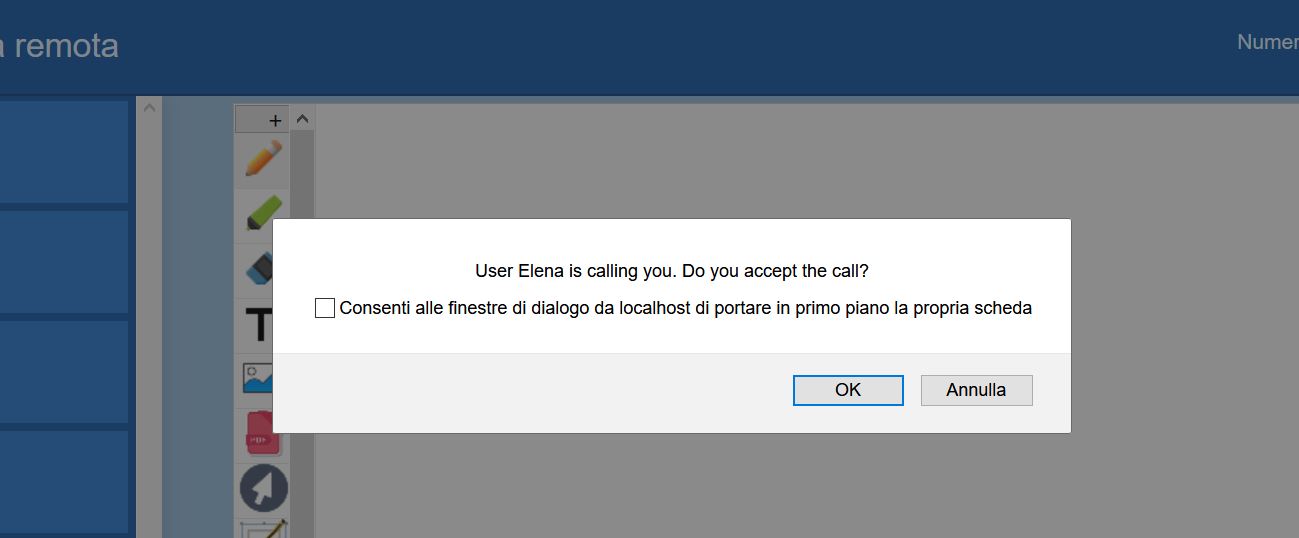 remota
Numer
+
User Elena is calling you. Do you accept the call?
Consenti alle finestre di dialogo da localhost di portare in primo piano la propria scheda
T
OK
Annulla